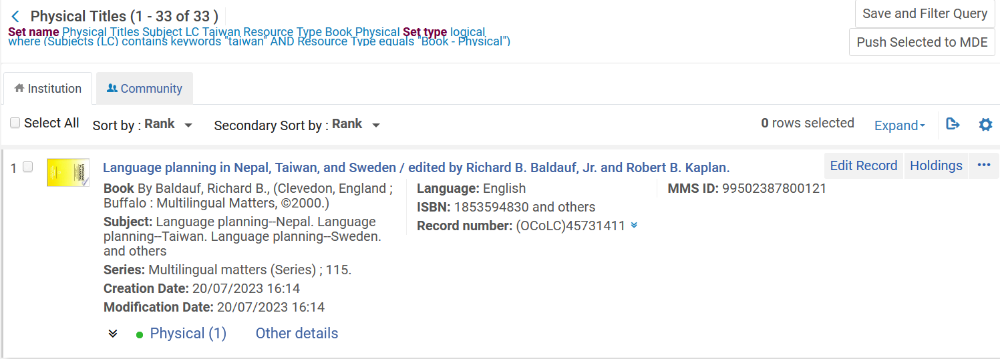 Physical Titles (1 - 33 of 33 )
Save and Filter Query
Set name Physical Titles Subject LC Taiwan Resource Type Book Physical Set type logical
where (Subjects (LC) contains keywords "taiwan" AND Resource Type equals "Book - Physical")
Push Selected to MDE
Institution
Community
Select All
Sort by : Rank
Secondary Sort by : Rank
0 rows selected
Expand
1
Language planning in Nepal, Taiwan, and Sweden / edited by Richard B. Baldauf, Jr. and Robert B. Kaplan.
Edit Record
Holdings
Book By Baldauf, Richard B., (Clevedon, England ;
Buffalo : Multilingual Matters, ©2000.)
Subject: Language planning--Nepal. Language
planning--Taiwan. Language planning--Sweden.
and others
Series: Multilingual matters (Series) ; 115.
Creation Date: 20/07/2023 16:14
Modification Date: 20/07/2023 16:14
Language: English
ISBN: 1853594830 and others
Record number: (OCoLC)45731411
MMS ID: 99502387800121
Physical (1)
Other details